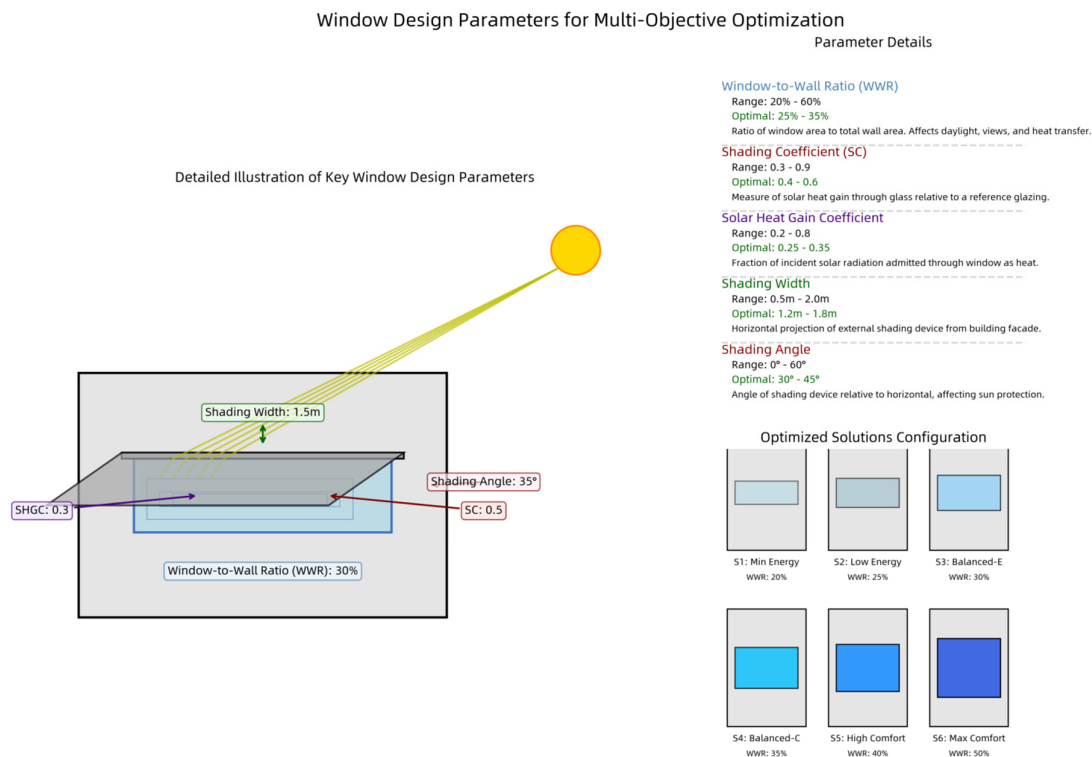 Window Design Parameters for Multi-Objective Optimization
Detailed Illustration of Key Window Design Parameters
Shading Width: 1.5m
Shading Angle: 35°
SHGC: 0.3
SC: 0.5
Window-to-Wall Ratio (WWR): 30%
Parameter Details
Window-to-Wall Ratio (WWR)
Range: 20% - 60%
Optimal: 25% - 35%
Ratio of window area to total wall area. Affects daylight, views, and heat transfer.
Shading Coefficient (SC)
Range: 0.3 - 0.9
Optimal: 0.4 - 0.6
Measure of solar heat gain through glass relative to a reference glazing.
Solar Heat Gain Coefficient
Range: 0.2 - 0.8
Optimal: 0.25 - 0.35
Fraction of incident solar radiation admitted through window as heat.
Shading Width
Range: 0.5m - 2.0m
Optimal: 1.2m - 1.8m
Horizontal projection of external shading device from building facade.
Shading Angle
Range: 0° - 60°
Optimal: 30° - 45°
Angle of shading device relative to horizontal, affecting sun protection.
Optimized Solutions Configuration
S1: Min Energy
WWR: 20%
S2: Low Energy
WWR: 25%
S3: Balanced-E
WWR: 30%
S4: Balanced-C
WWR: 35%
S5: High Comfort
WWR: 40%
S6: Max Comfort
WWR: 50%